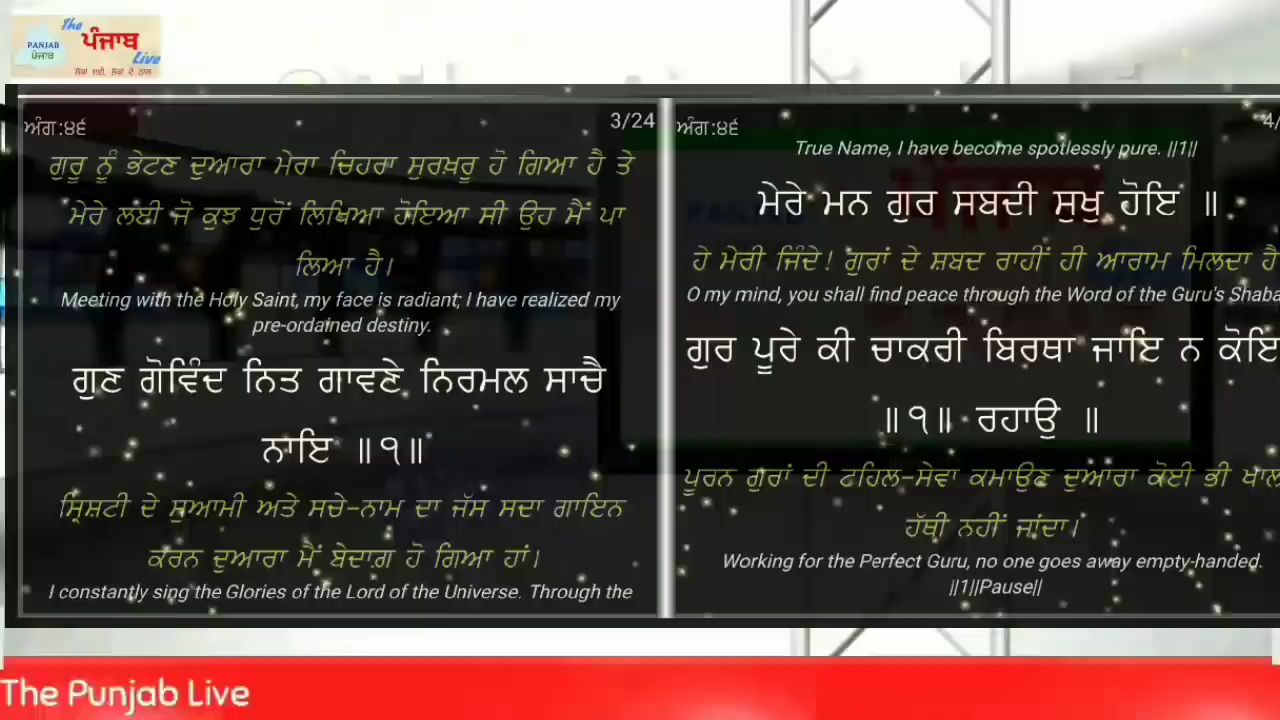 The
ਪੰਜਾਬ
PANJAB
ਪੰਜਾਬ
Live
ਅੰਗ:੪੬
3/24
ਗੁਰੂ ਨੂੰ ਭੇਟਣ ਦੁਆਰਾ ਮੇਰਾ ਚਿਹਰਾ ਸੁਰਖ਼ਰੂ ਹੋ ਗਿਆ ਹੈ ਤੇ
ਮੇਰੇ ਲਈ ਜੋ ਕੁਝ ਧੁਰੋਂ ਲਿਖਿਆ ਹੋਇਆ ਸੀ ਉਹ ਮੈਂ ਪਾ
ਲਿਆ ਹੈ।
Meeting with the Holy Saint, my face is radiant; I have realized my
pre-ordained destiny.
ਗੁਣ ਗੋਵਿੰਦ ਨਿਤ ਗਾਵਣੇ ਨਿਰਮਲ ਸਾਚੈ
ਨਾਇ ॥੧॥
ਸ੍ਰਿਸ਼ਟੀ ਦੇ ਸੁਆਮੀ ਅਤੇ ਸਚੇ-ਨਾਮ ਦਾ ਜੱਸ ਸਦਾ ਗਾਇਨ
ਕਰਨ ਦੁਆਰਾ ਮੈਂ ਬੇਦਾਗ਼ ਹੋ ਗਿਆ ਹਾਂ।
I constantly sing the Glories of the Lord of the Universe. Through the
ਅੰਗ:੪੬
4/
True Name, I have become spotlessly pure. ||1||
ਮੇਰੇ ਮਨ ਗੁਰ ਸਬਦੀ ਸੁਖੁ ਹੋਇ ॥
ਹੇ ਮੇਰੀ ਜਿੰਦੇ! ਗੁਰਾਂ ਦੇ ਸ਼ਬਦ ਰਾਹੀਂ ਹੀ ਆਰਾਮ ਮਿਲਦਾ ਹੈ
O my mind, you shall find peace through the Word of the Guru's Shaba
ਗੁਰ ਪੂਰੇ ਕੀ ਚਾਕਰੀ ਬਿਰਥਾ ਜਾਇ ਨ ਕੋਇ
॥੧॥ ਰਹਾਉ ॥
ਪੂਰਨ ਗੁਰਾਂ ਦੀ ਟਹਿਲ-ਸੇਵਾ ਕਮਾਉਣ ਦੁਆਰਾ ਕੋਈ ਭੀ ਖਾਲ
ਹੱਥੀ ਨਹੀਂ ਜਾਂਦਾ।
Working for the Perfect Guru, no one goes away empty-handed.
||1||Pause||
The Punjab Live